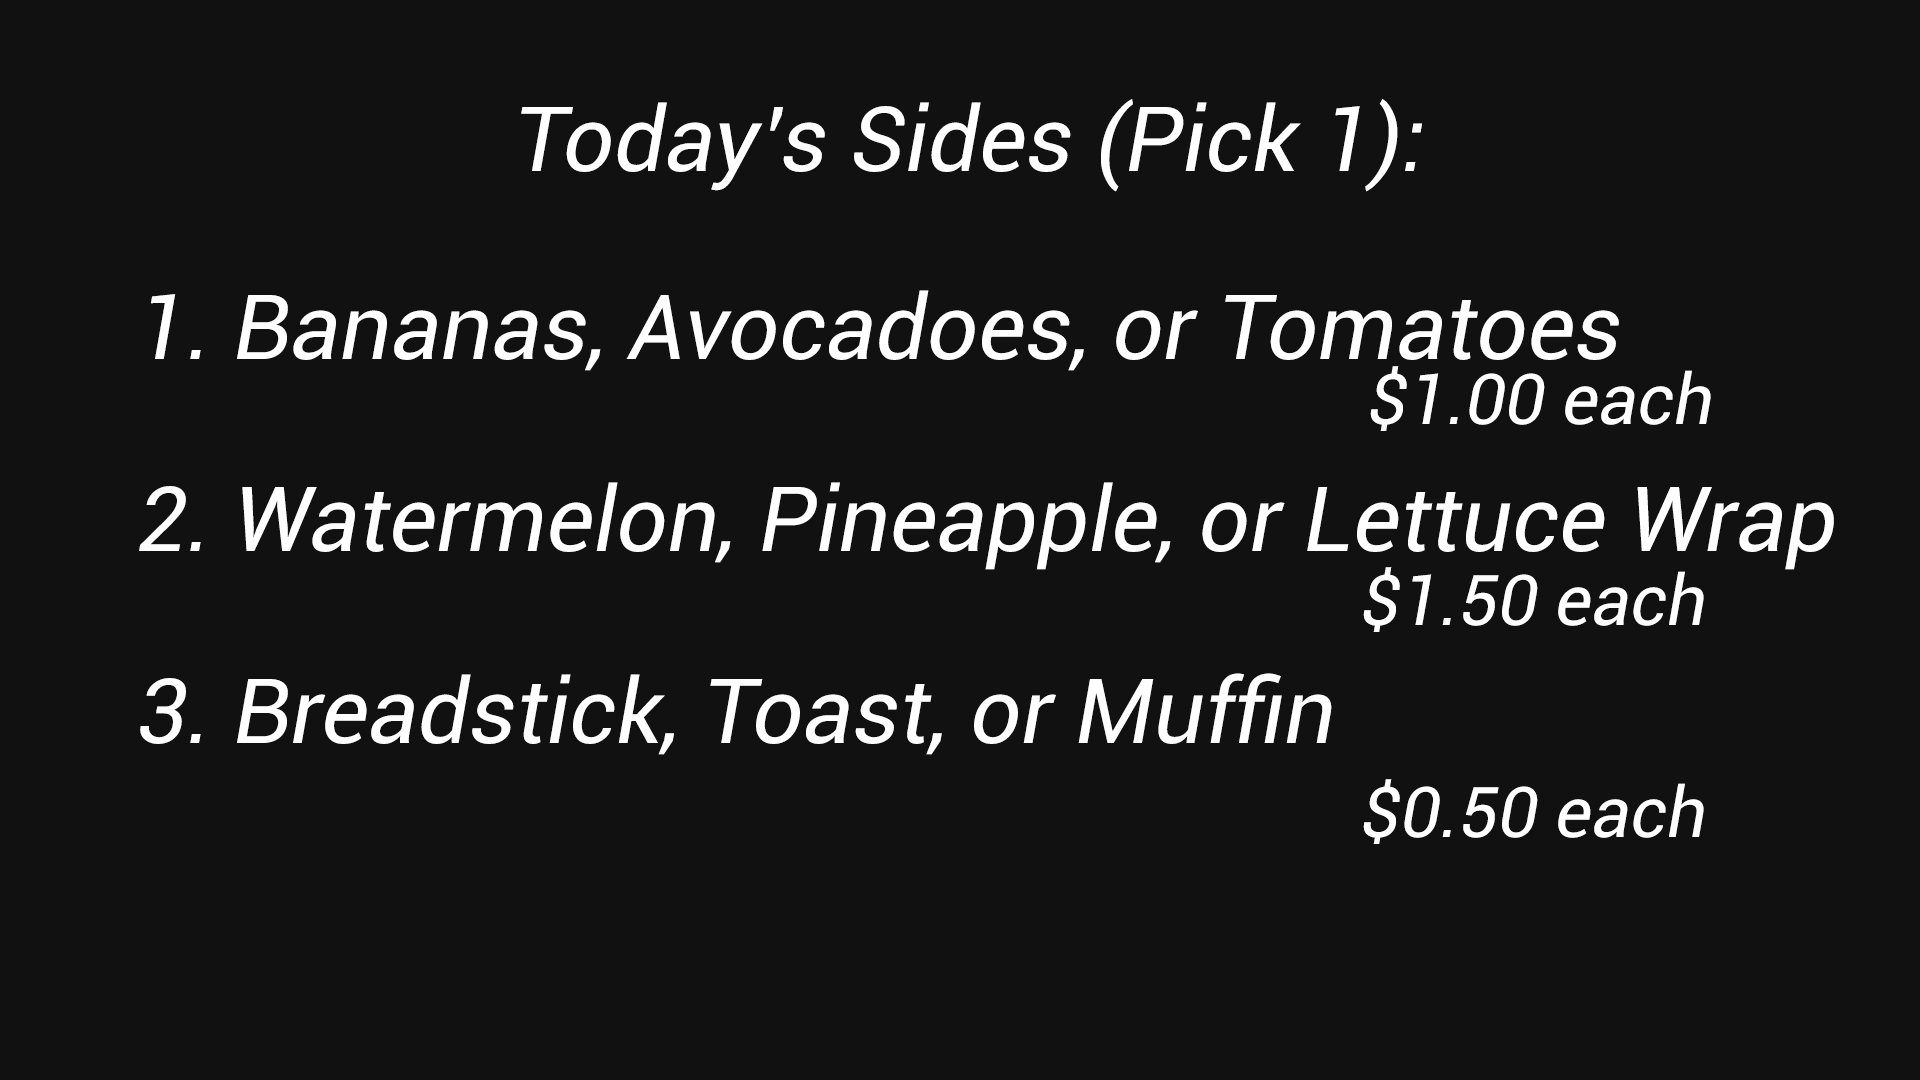 Today's Sides (Pick 1):
1. Bananas, Avocadoes, or Tomatoes
$1.00 each
2. Watermelon, Pineapple, or Lettuce Wrap
$1.50 each
3. Breadstick, Toast, or Muffin
$0.50 each